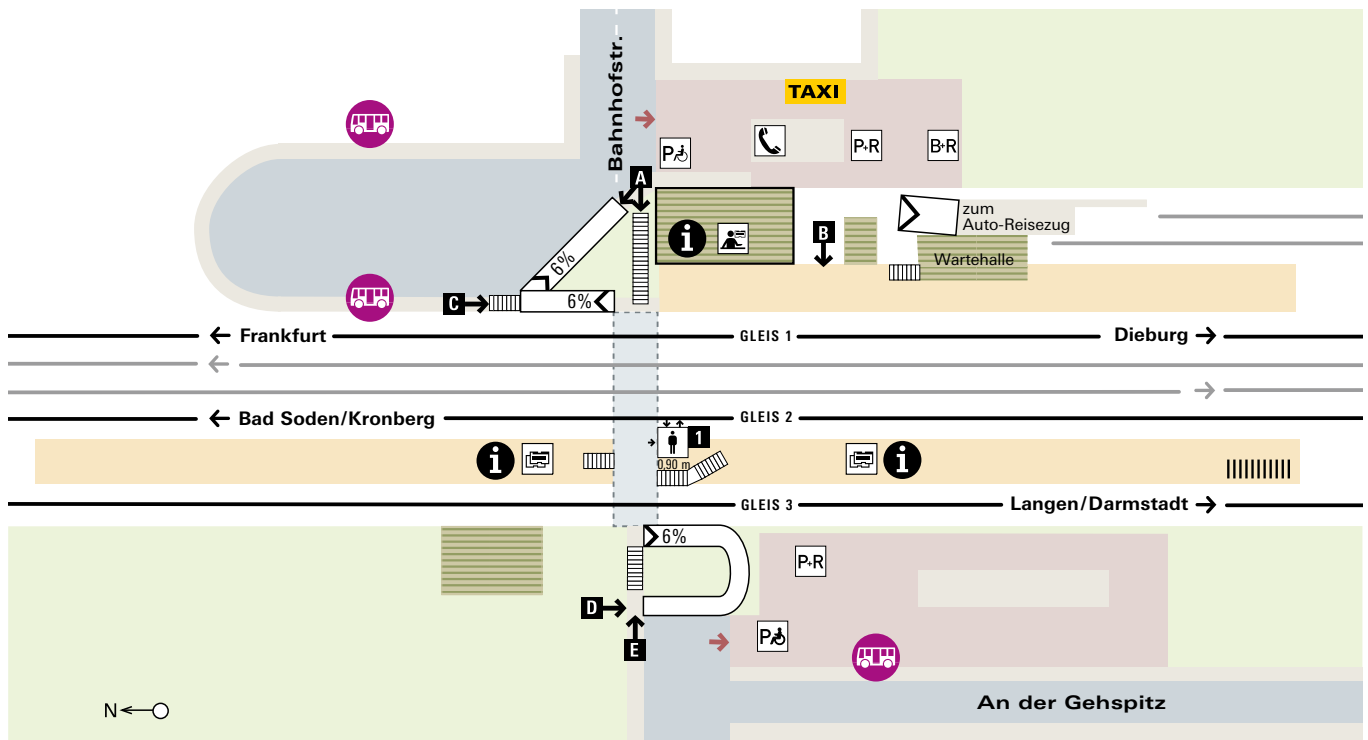 Bahnhofstr.
TAXI
P
P+R
B+R
A
i
B
zum
Auto-Reisezug
Wartehalle
6%
C
6%
Frankfurt
GLEIS 1
Dieburg
Bad Soden/Kronberg
GLEIS 2
1
i
0,90 m
i
GLEIS 3
Langen/Darmstadt
6%
P+R
D
E
P
An der Gehspitz
N